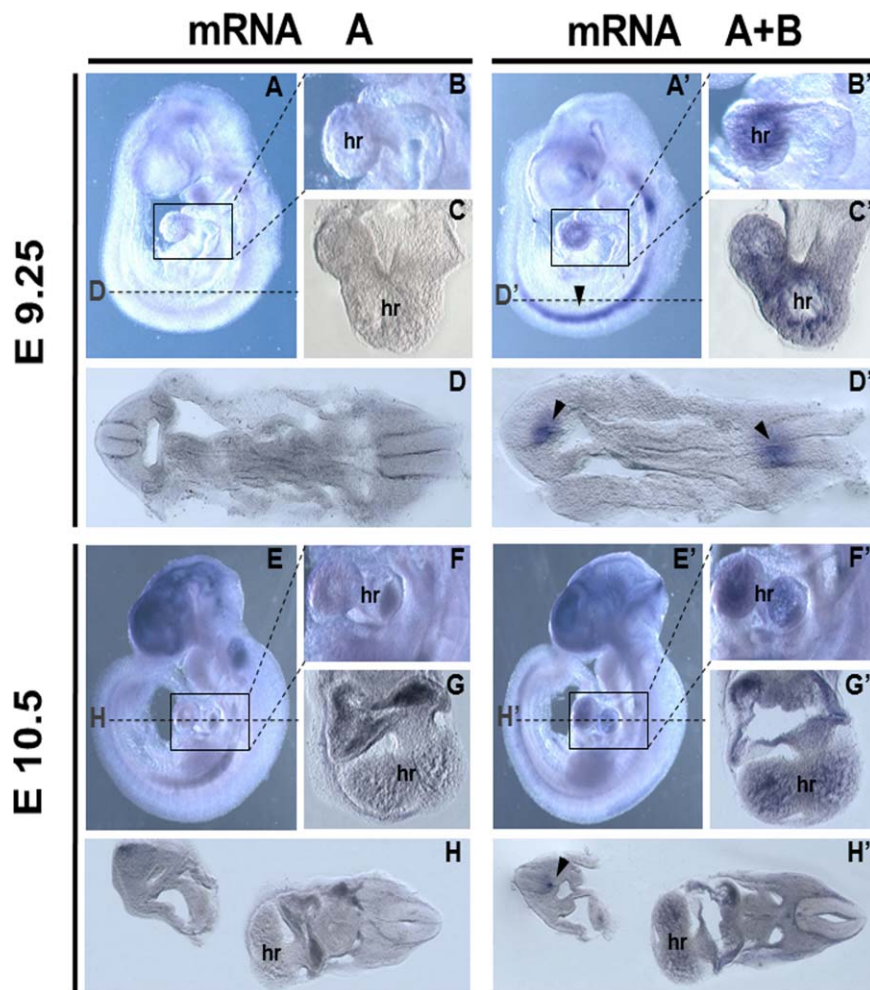 mRNA A
mRNA A+B
E 9.25
A
B
hr
C
hr
D
D
A’
B’
hr
C’
hr
D’
D’
E 10.5
E
F
hr
G
hr
H
H
hr
E’
F’
hr
G’
hr
H’
H’
hr